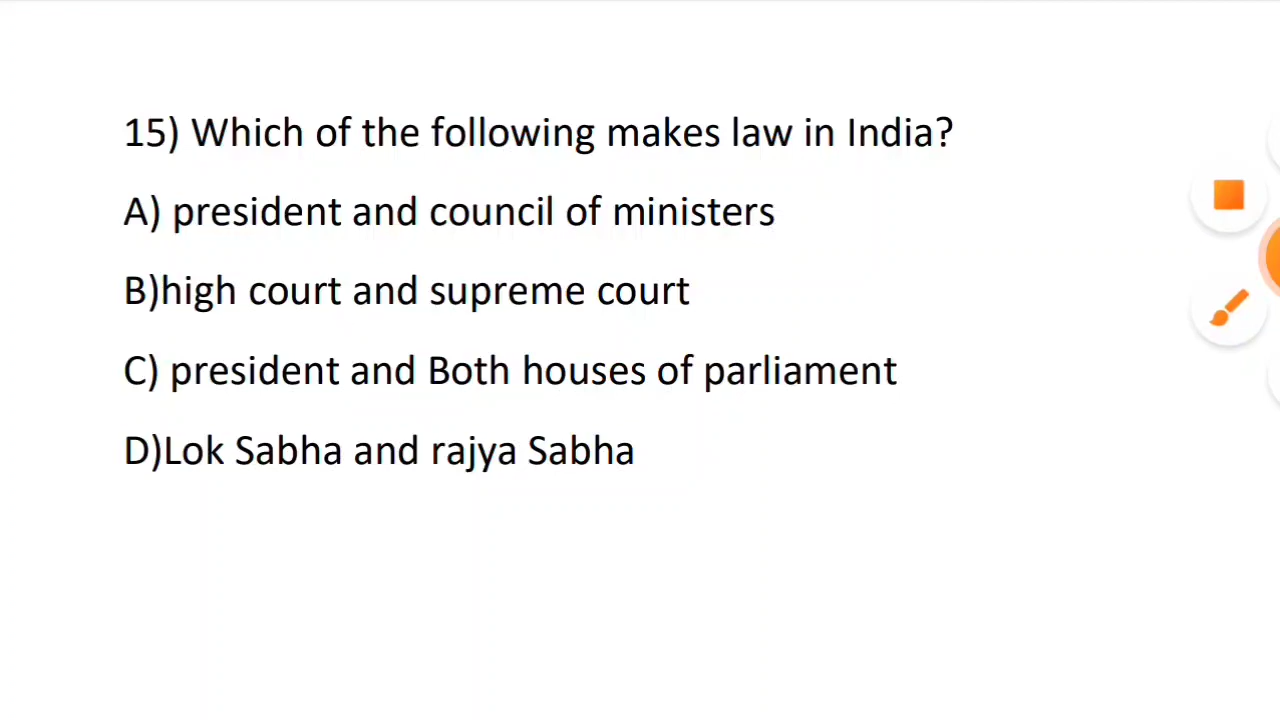 15) Which of the following makes law in India?
A) president and council of ministers
B)high court and supreme court
C) president and Both houses of parliament
D)Lok Sabha and rajya Sabha